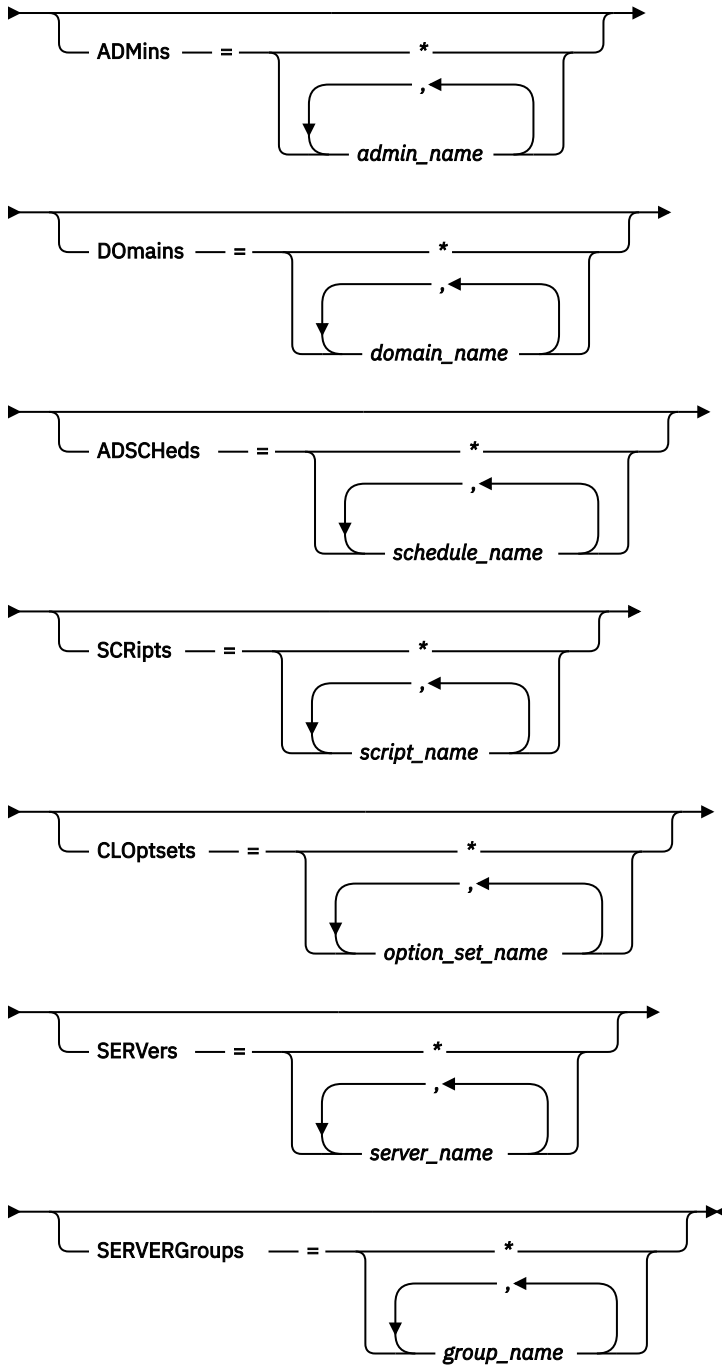 ADMins = *
,
admin_name
DOmains = *
,
domain_name
ADSCHeds = *
,
schedule_name
SCRipts = *
,
script_name
CLOptsets = *
,
option_set_name
SERVers = *
,
server_name
SERVERGroups = *
,
group_name